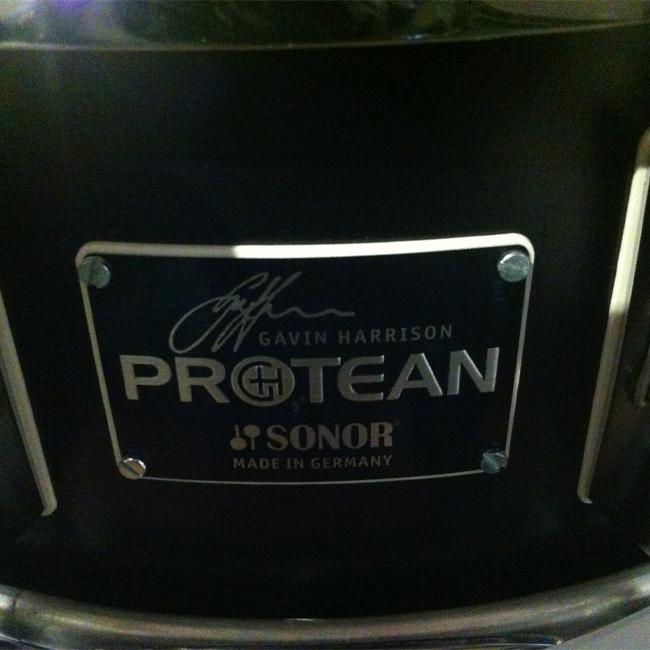 GAVIN HARRISON
PROTEAN
SONOR
MADE IN GERMANY